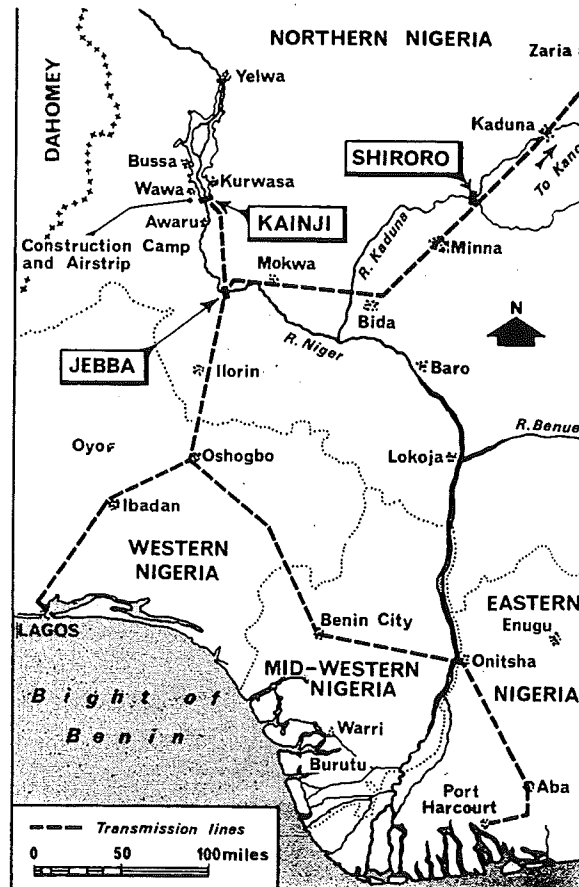 NORTHERN NIGERIA
Zaria
DAHOMEY
Yelwa
Kaduna
Bussa
SHIRORO
To Kano
Wawa
Kurwasa
KAINJI
Awaru
Construction Camp
and Airstrip
R. Kaduna
Minna
Mokwa
Bida
N
JEBBA
R. Niger
Ilorin
Baro
R. Benue
Oyo
Oshogbo
Lokoja
Ibadan
WESTERN
NIGERIA
LAGOS
Benin City
EASTERN
Enugu
Onitsha
MID-WESTERN
NIGERIA
NIGERIA
Bight of
Benin
Warri
Burutu
Port
Harcourt
Aba
Transmission lines
0 50 100 miles